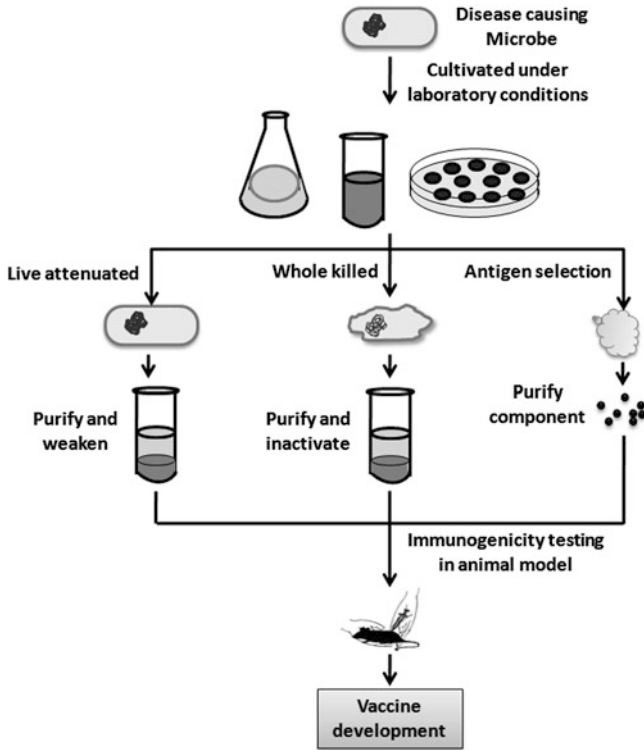 Disease causing
Microbe
Cultivated under
laboratory conditions
Live attenuated
Whole killed
Antigen selection
Purify and
weaken
Purify and
inactivate
Purify
component
Immunogenicity testing
in animal model
Vaccine
development